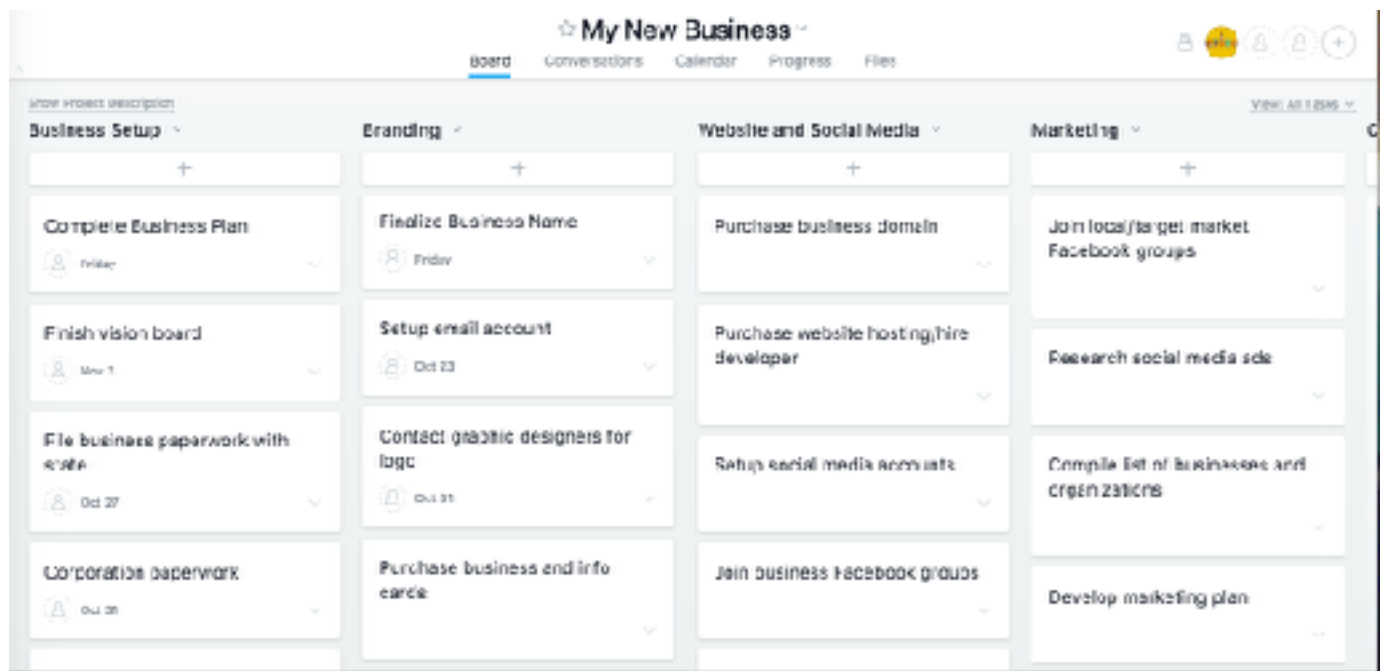 My New Business
Board Conversations Calendar Progress Files
Show Project Description
View: All Tasks
Business Setup
Complete Business Plan
Friday
Finish vision board
Nov 1
File business paperwork with
state
Oct 27
Corporation paperwork
Branding
Finalize Business Name
Friday
Setup email account
Oct 23
Contact graphic designers for
logo
Oct 31
Purchase business and info
cards
Website and Social Media
Purchase business domain
Purchase website hosting/hire
developer
Setup social media accounts
Join business Facebook groups
Marketing
Join local/target market
Facebook groups
Research social media ads
Compile list of businesses and
organizations
Develop marketing plan